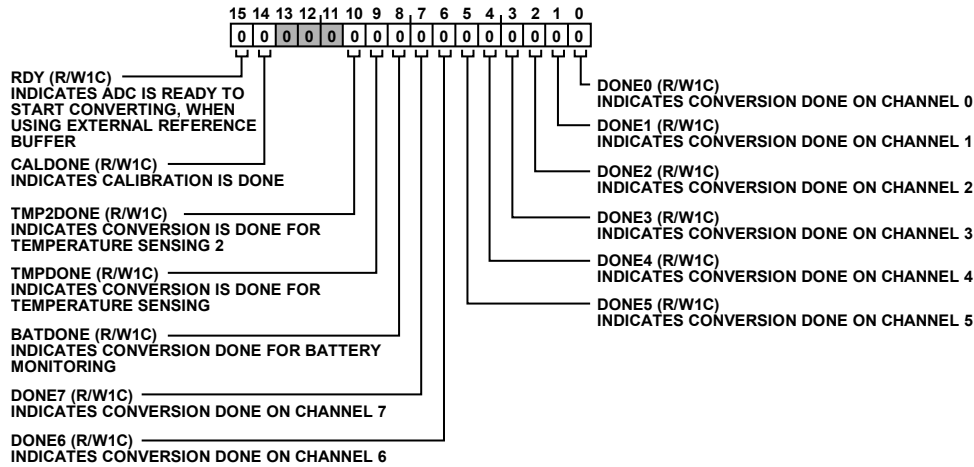 15 14 13 12 11 10 9 8 7 6 5 4 3 2 1 0
0 0 0 0 0 0 0 0 0 0 0 0 0 0 0 0
RDY (R/W1C)
INDICATES ADC IS READY TO
START CONVERTING, WHEN
USING EXTERNAL REFERENCE
BUFFER
CALDONE (R/W1C)
INDICATES CALIBRATION IS DONE
TMP2DONE (R/W1C)
INDICATES CONVERSION IS DONE FOR
TEMPERATURE SENSING 2
TMPDONE (R/W1C)
INDICATES CONVERSION IS DONE FOR
TEMPERATURE SENSING
BATDONE (R/W1C)
INDICATES CONVERSION DONE FOR BATTERY
MONITORING
DONE7 (R/W1C)
INDICATES CONVERSION DONE ON CHANNEL 7
DONE6 (R/W1C)
INDICATES CONVERSION DONE ON CHANNEL 6
DONE0 (R/W1C)
INDICATES CONVERSION DONE ON CHANNEL 0
DONE1 (R/W1C)
INDICATES CONVERSION DONE ON CHANNEL 1
DONE2 (R/W1C)
INDICATES CONVERSION DONE ON CHANNEL 2
DONE3 (R/W1C)
INDICATES CONVERSION DONE ON CHANNEL 3
DONE4 (R/W1C)
INDICATES CONVERSION DONE ON CHANNEL 4
DONE5 (R/W1C)
INDICATES CONVERSION DONE ON CHANNEL 5